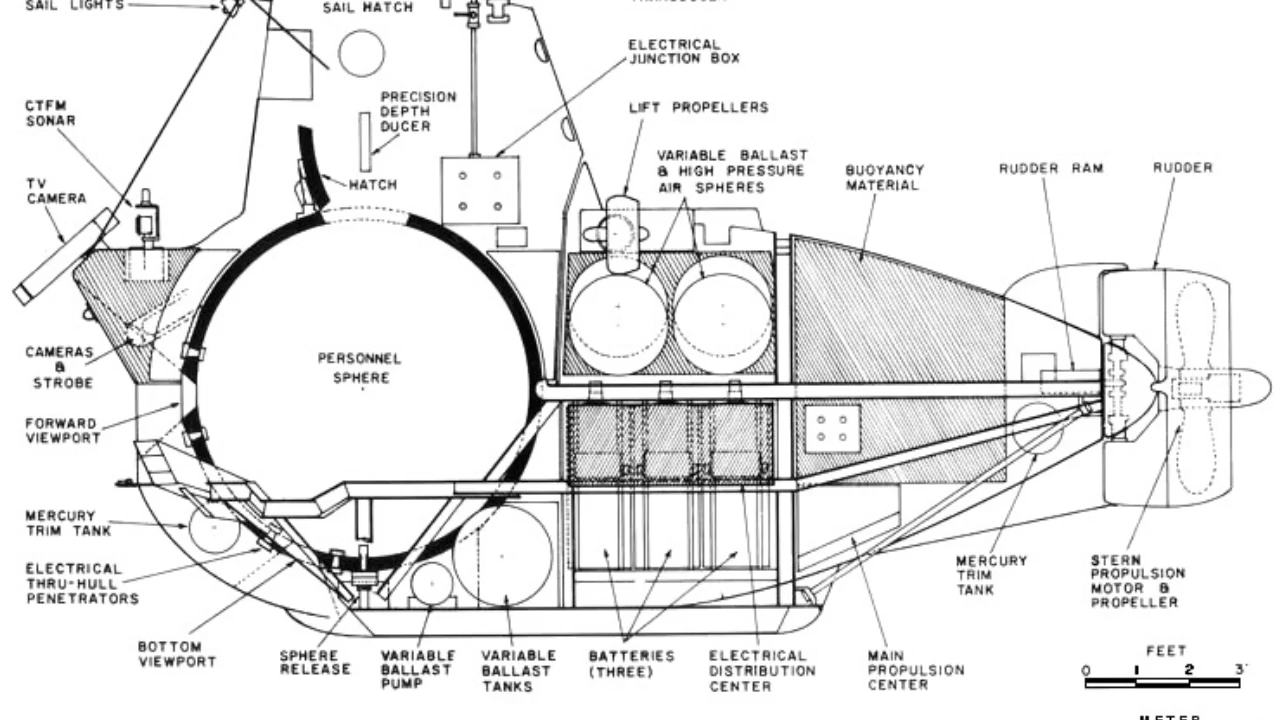 SAIL LIGHTS
SAIL HATCH
ELECTRICAL
JUNCTION BOX
CTFM
SONAR
PRECISION
DEPTH
DUCER
LIFT PROPELLERS
VARIABLE BALLAST
& HIGH PRESSURE
AIR SPHERES
BUOYANCY
MATERIAL
RUDDER RAM
RUDDER
TV
CAMERA
HATCH
PERSONNEL
SPHERE
CAMERAS
&
STROBE
FORWARD
VIEWPORT
MERCURY
TRIM TANK
ELECTRICAL
THRU-HULL
PENETRATORS
BOTTOM
VIEWPORT
SPHERE
RELEASE
VARIABLE
BALLAST
PUMP
VARIABLE
BALLAST
TANKS
BATTERIES
(THREE)
ELECTRICAL
DISTRIBUTION
CENTER
MAIN
PROPULSION
CENTER
MERCURY
TRIM
TANK
STERN
PROPULSION
MOTOR &
PROPELLER
FEET
0 1 2 3'